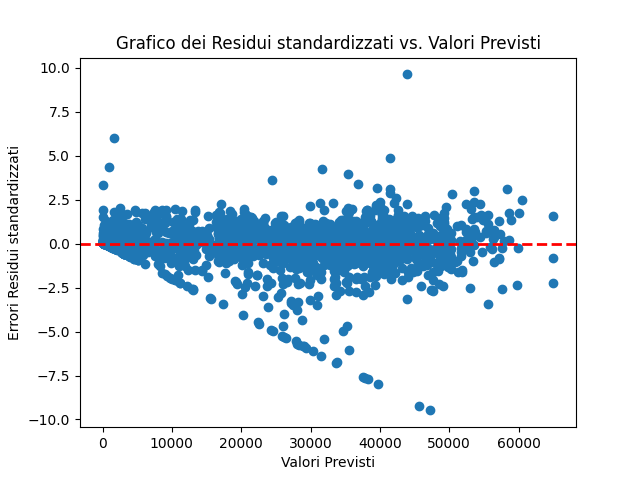 Grafico dei Residui standardizzati vs. Valori Previsti
Errori Residui standardizzati
10.0
7.5
5.0
2.5
0.0
−2.5
−5.0
−7.5
−10.0
0 10000 20000 30000 40000 50000 60000
Valori Previsti